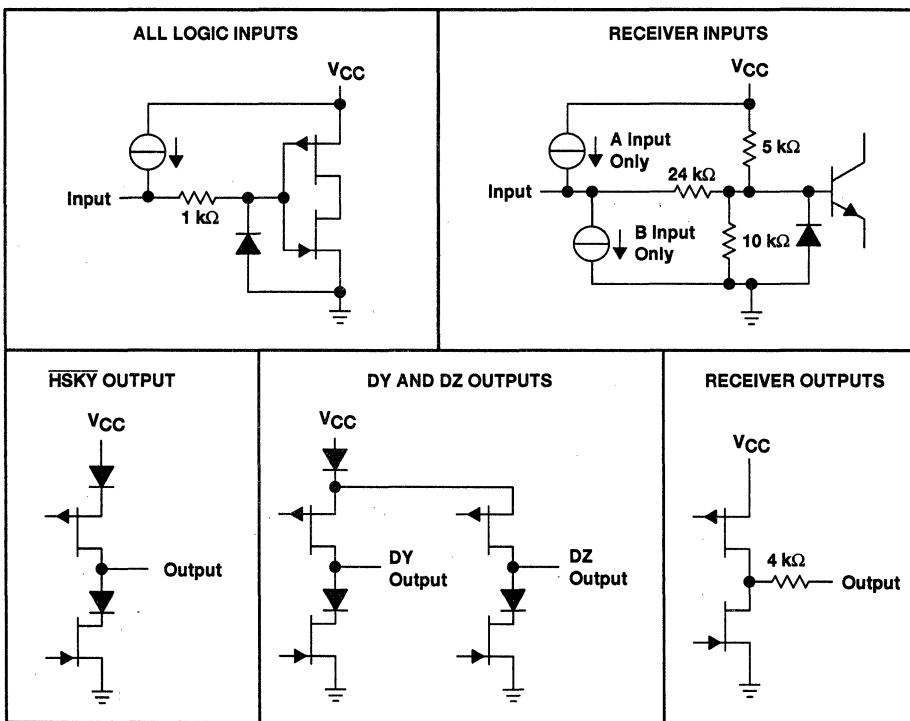 ALL LOGIC INPUTS
VCC
Input
1 kΩ
RECEIVER INPUTS
VCC
A Input
Only
5 kΩ
24 kΩ
Input
B Input
Only
10 kΩ
HSKY OUTPUT
VCC
Output
DY AND DZ OUTPUTS
VCC
DY
Output
DZ
Output
RECEIVER OUTPUTS
VCC
4 kΩ
Output